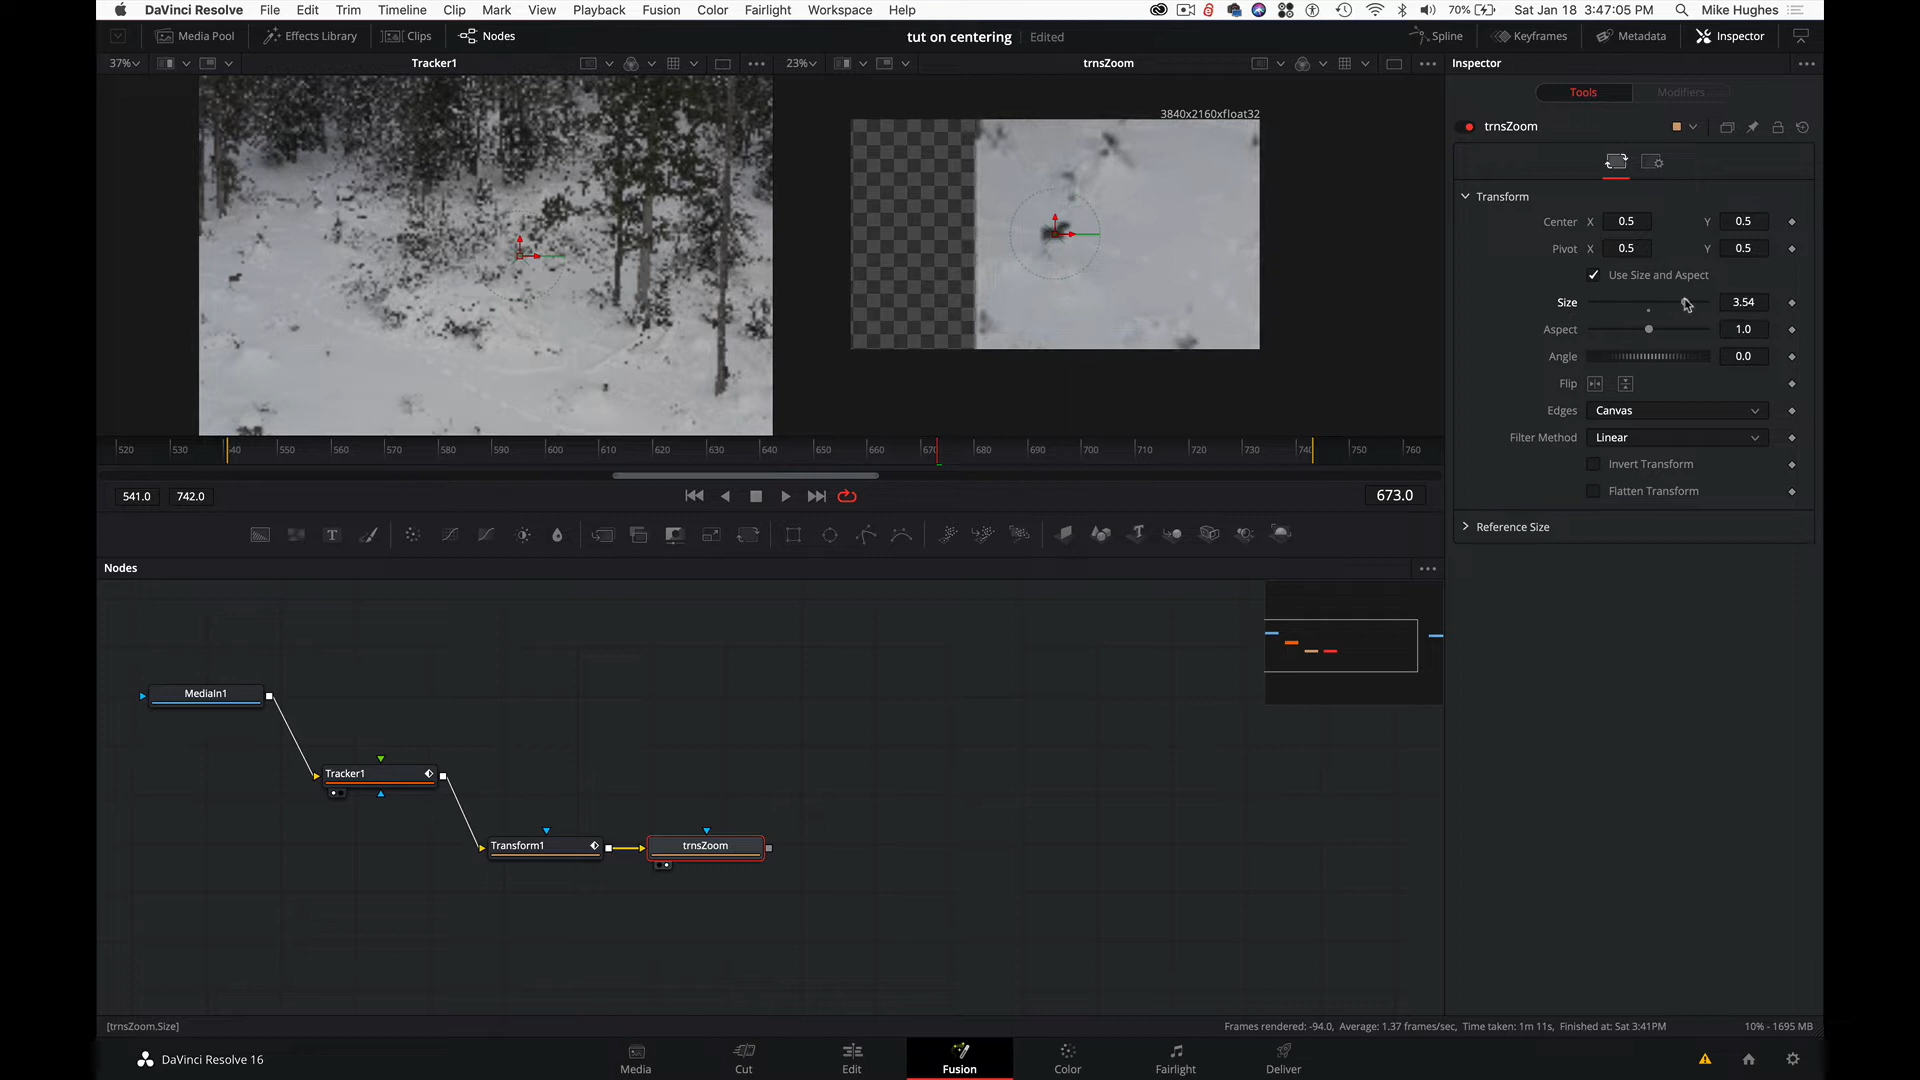 DaVinci Resolve File Edit Trim Timeline Clip Mark View Playback Fusion Color Fairlight Workspace Help 70% Sat Jan 18 3:47:05 PM Mike Hughes
Media Pool Effects Library Clips Nodes tut on centering Edited Spline Keyframes Metadata Inspector
37% Tracker1 23% trnsZoom Inspector
Tools Modifiers
3840x2160xfloat32
trnsZoom
Transform
Center X 0.5 Y 0.5
Pivot X 0.5 Y 0.5
Use Size and Aspect
Size 3.54
Aspect 1.0
Angle 0.0
Flip
Edges Canvas
Filter Method Linear
Invert Transform
Flatten Transform
Reference Size
520 530 540 550 560 570 580 590 600 610 620 630 640 650 660 670 680 690 700 710 720 730 740 750 760
541.0 742.0 673.0
T T
Nodes
MediaIn1
Tracker1
Transform1 trnsZoom
[trnsZoom.Size] Frames rendered: -94.0, Average: 1.37 frames/sec, Time taken: 1m 11s, Finished at: Sat 3:41PM 10% - 1695 MB
DaVinci Resolve 16 Media Cut Edit Fusion Color Fairlight Deliver